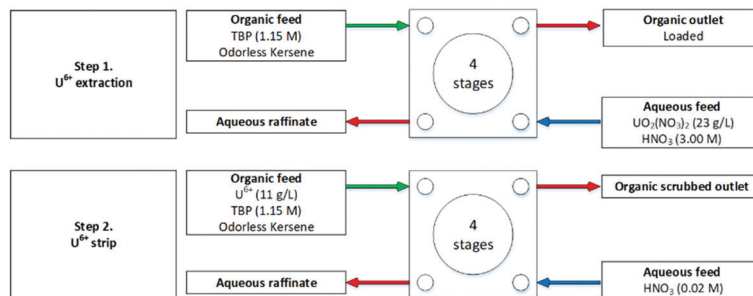 Step 1.
U⁶⁺ extraction
Organic feed
TBP (1.15 M)
Odorless Kersene
4
stages
Organic outlet
Loaded
Aqueous raffinate
Aqueous feed
UO₂(NO₃)₂ (23 g/L)
HNO₃ (3.00 M)
Step 2.
U⁶⁺ strip
Organic feed
U⁶⁺ (11 g/L)
TBP (1.15 M)
Odorless Kersene
4
stages
Organic scrubbed outlet
Aqueous raffinate
Aqueous feed
HNO₃ (0.02 M)